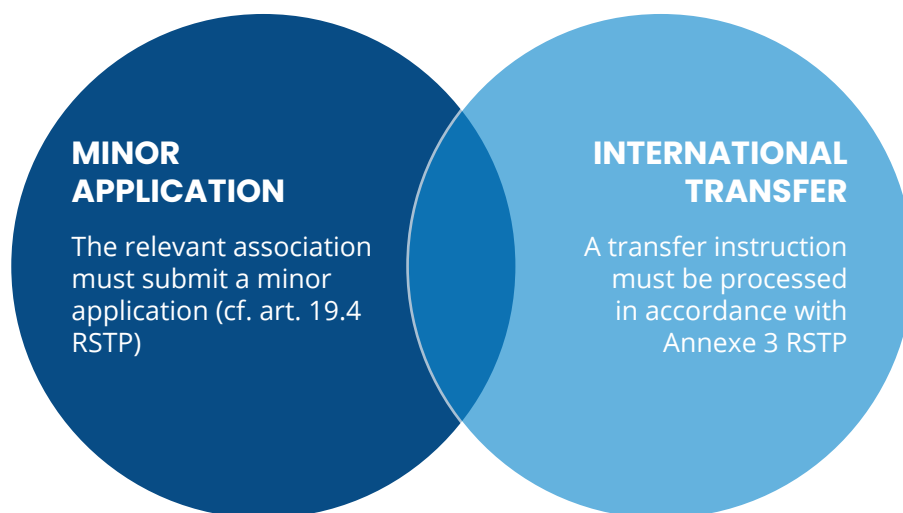 MINOR
APPLICATION
The relevant association
must submit a minor
application (cf. art. 19.4
RSTP)
INTERNATIONAL
TRANSFER
A transfer instruction
must be processed
in accordance with
Annexe 3 RSTP